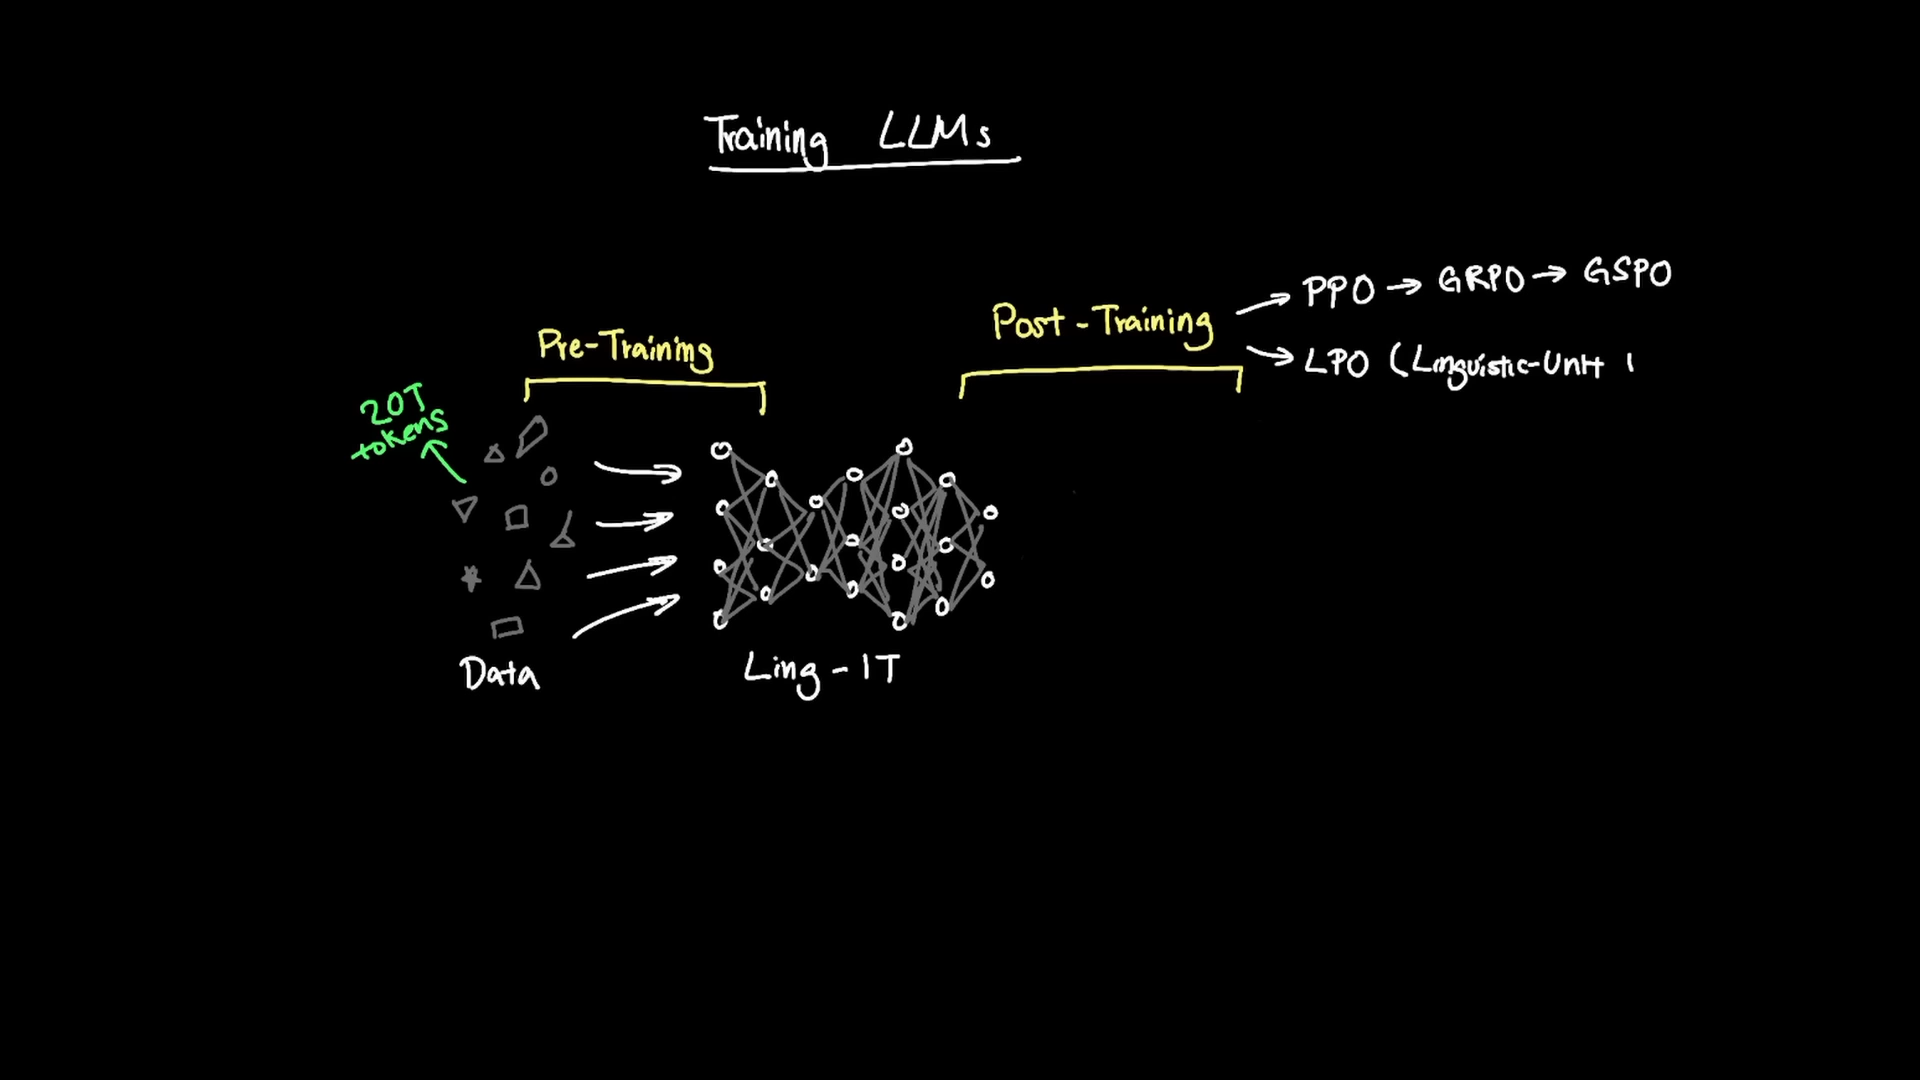 Training LLMs
PPO → GRPO → GSPO
Post-Training
Pre-Training
LPO (Linguistic-Unit
20T
tokens
Data
Ling-1T